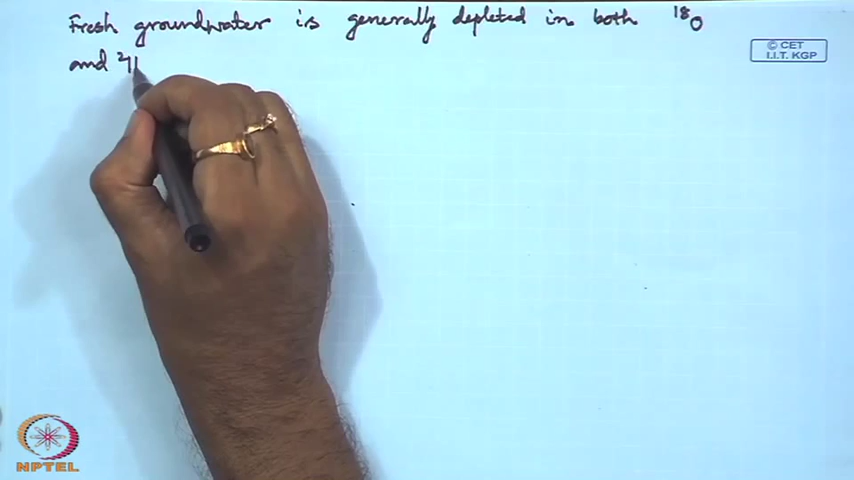 Fresh groundwater is generally depleted in both ¹⁸O
and ²H
© CET
I.I.T. KGP
NPTEL